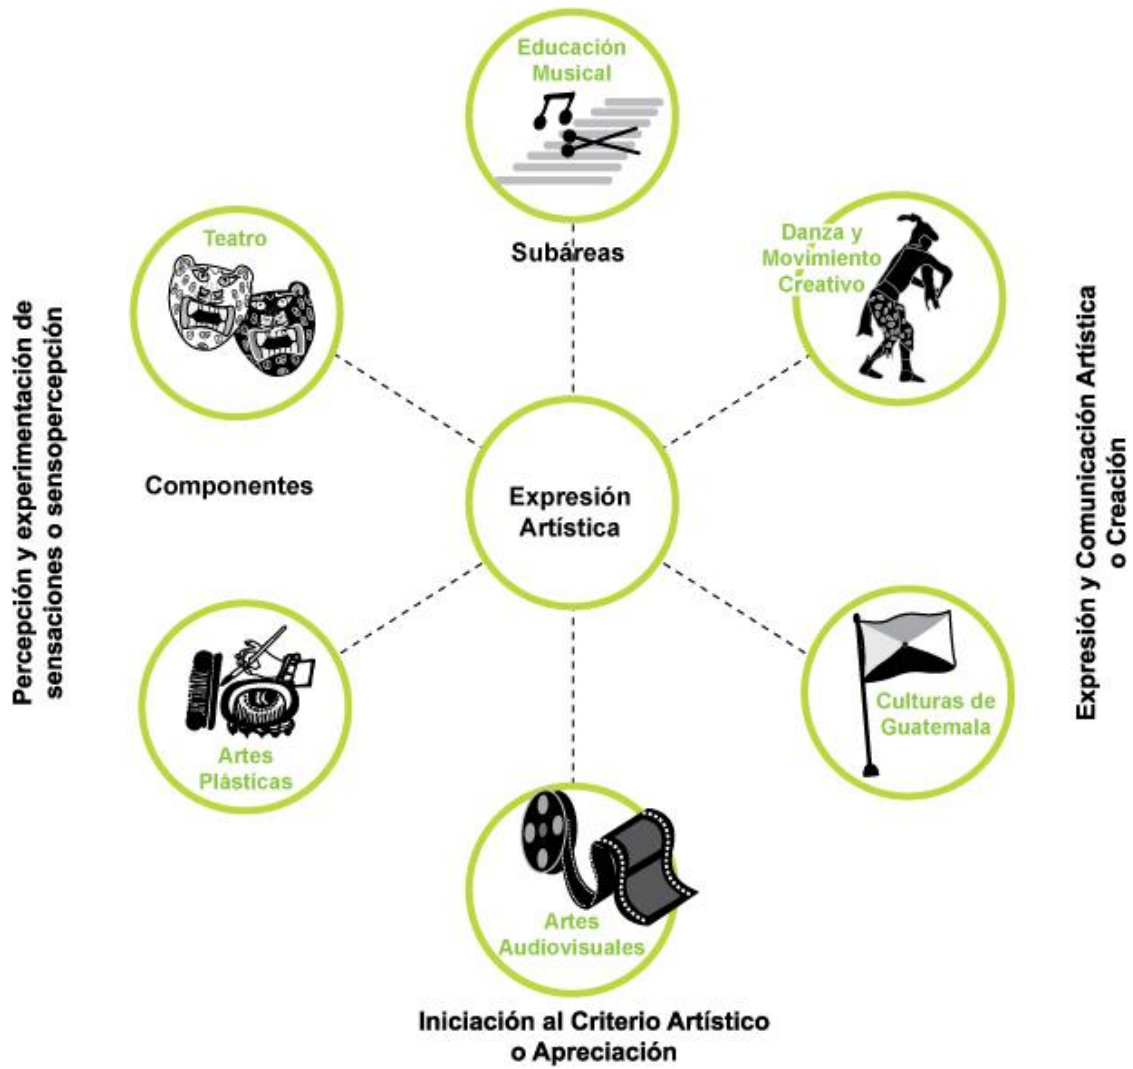 Educación
Musical
Subáreas
Teatro
Danza y
Movimiento
Creativo
Percepción y experimentación de
sensaciones o sensopercepción
Componentes
Expresión
Artística
Expresión y Comunicación Artística
o Creación
Artes
Plásticas
Culturas de
Guatemala
Artes
Audiovisuales
Iniciación al Criterio Artístico
o Apreciación